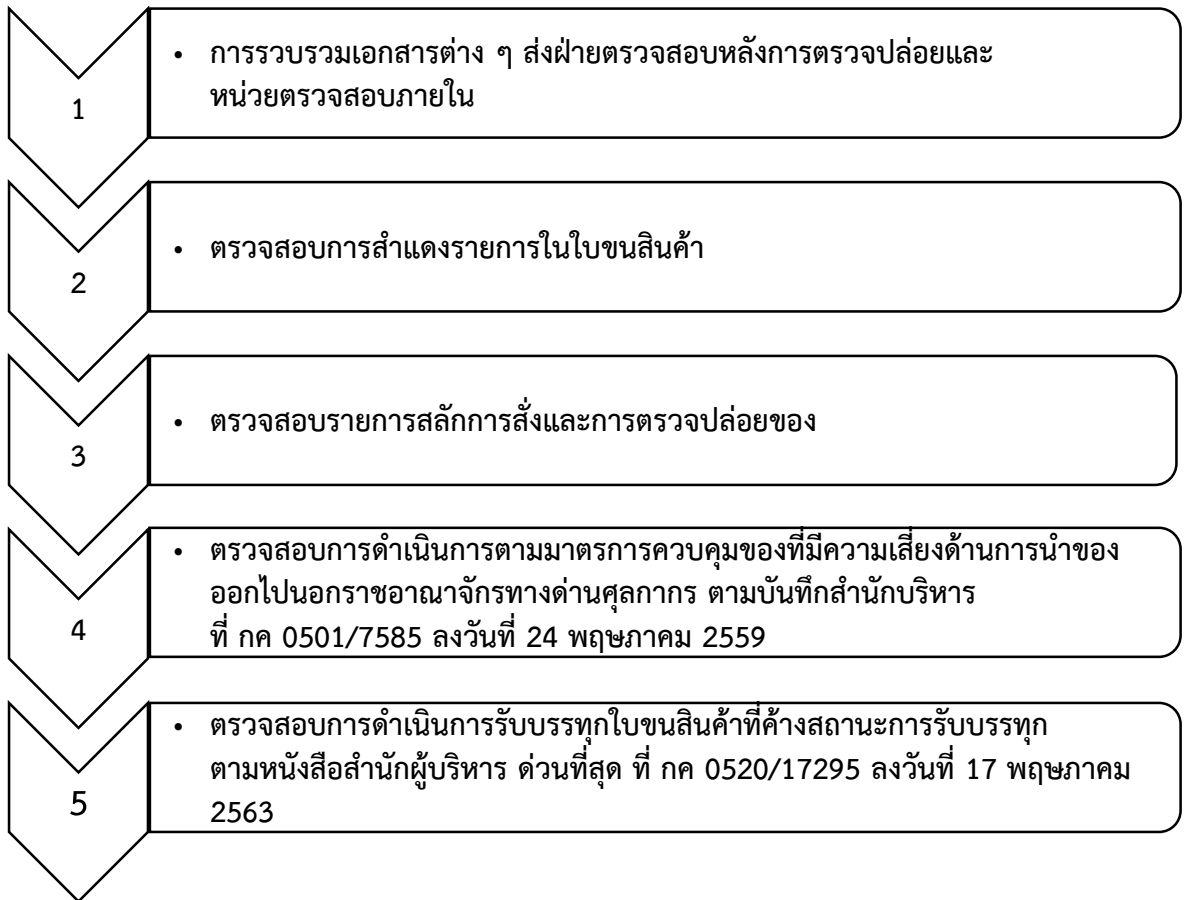 1
• การรวบรวมเอกสารต่าง ๆ ส่งฝ่ายตรวจสอบหลังการตรวจปล่อยและ
หน่วยตรวจสอบภายใน
2
• ตรวจสอบการสำแดงรายการในใบขนสินค้า
3
• ตรวจสอบรายการสลักการสั่งและการตรวจปล่อยของ
4
• ตรวจสอบการดำเนินการตามมาตรการควบคุมของที่มีความเสี่ยงด้านการนำของ
ออกไปนอกราชอาณาจักรทางด่านศุลกากร ตามบันทึกสำนักบริหาร
ที่ กค 0501/7585 ลงวันที่ 24 พฤษภาคม 2559
5
• ตรวจสอบการดำเนินการรับบรรทุกใบขนสินค้าที่ค้างสถานะการรับบรรทุก
ตามหนังสือสำนักผู้บริหาร ด่วนที่สุด ที่ กค 0520/17295 ลงวันที่ 17 พฤษภาคม
2563